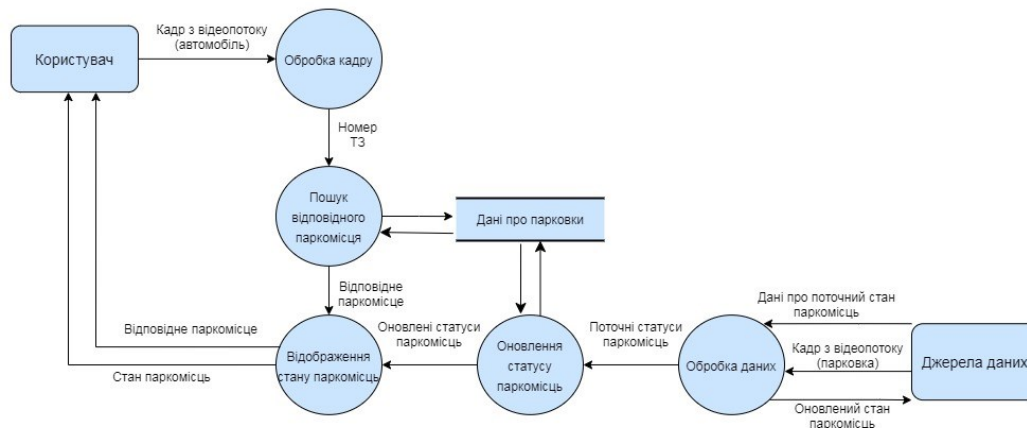 Кадр з відеопотоку
(автомобіль)
Користувач
Обробка кадру
Номер
ТЗ
Пошук
відповідного
паркомісця
Дані про парковки
Відповідне
паркомісце
Дані про поточний стан
паркомісць
Відповідне паркомісце
Оновлені статуси
паркомісць
Поточні статуси
паркомісць
Кадр з відеопотоку
(парковка)
Відображення
стану паркомісць
Оновлення
статусу
паркомісць
Обробка даних
Джерела даних
Стан паркомісць
Оновлений стан
паркомісць